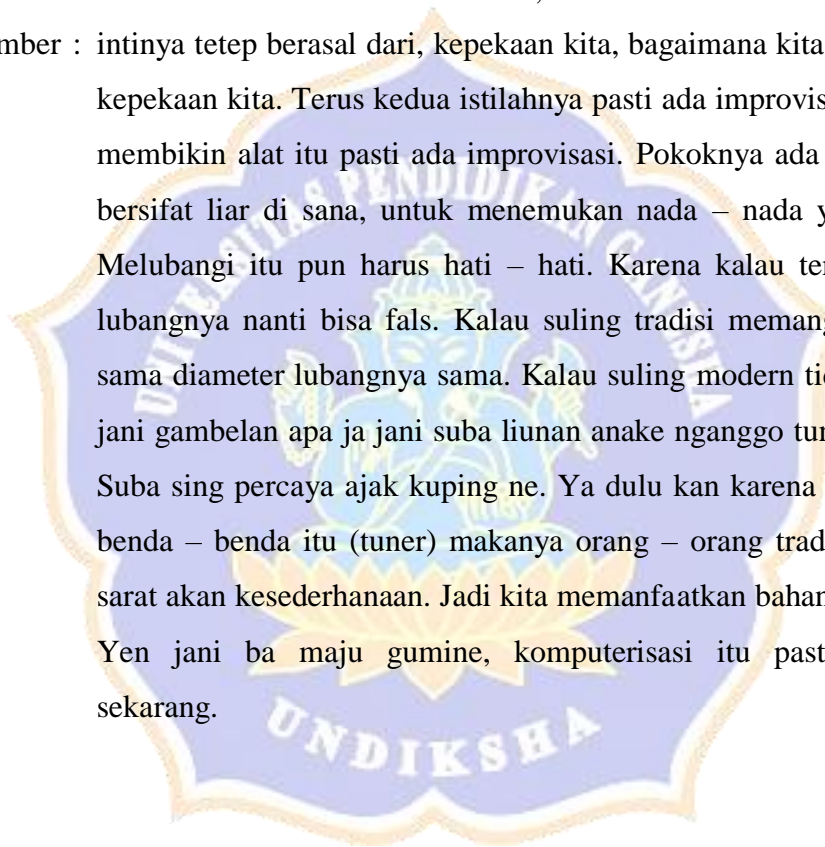 mber : intinya tetep berasal dari, kepekaan kita, bagaimana kita
kepekaan kita. Terus kedua istilahnya pasti ada improvis
membikin alat itu pasti ada improvisasi. Pokoknya ada
bersifat liar di sana, untuk menemukan nada – nada y
Melubangi itu pun harus hati – hati. Karena kalau ter
lubangnya nanti bisa fals. Kalau suling tradisi memang
sama diameter lubangnya sama. Kalau suling modern tid
jani gambelan apa ja jani suba liunan anake nganggo tun
Suba sing percaya ajak kuping ne. Ya dulu kan karena
benda – benda itu (tuner) makanya orang – orang trad
sarat akan kesederhanaan. Jadi kita memanfaatkan bahan
Yen jani ba maju gumine, komputerisasi itu past
sekarang.
UNIVERSITAS PENDIDIKAN GANESHA
UNDIKSHA